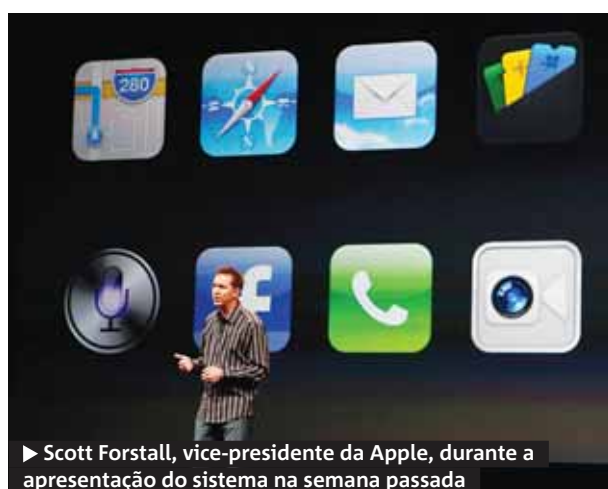 280
N
S
f
▶ Scott Forstall, vice-presidente da Apple, durante a
apresentação do sistema na semana passada